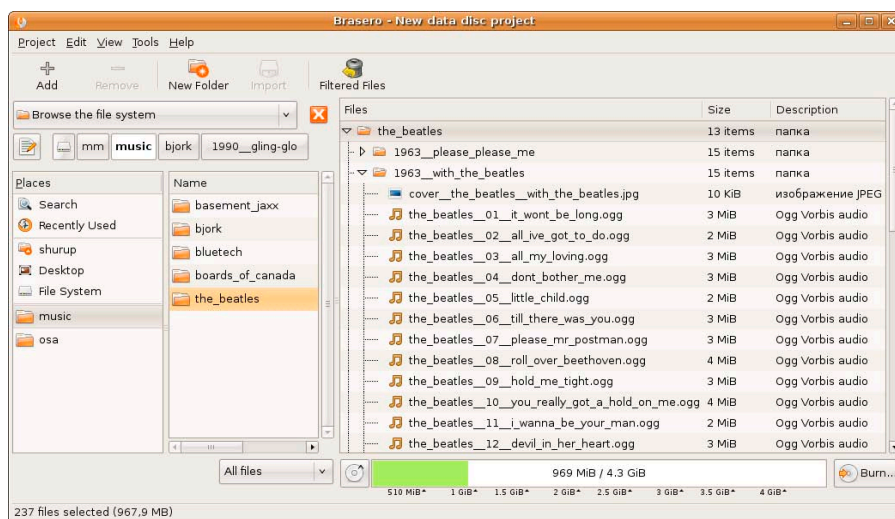 Brasero - New data disc project
Project Edit View Tools Help
Add Remove New Folder Import Filtered Files
Browse the file system
mm music bjork 1990__gling-glo
Places
Search
Recently Used
shurup
Desktop
File System
music
osa
Name
basement_jaxx
bjork
bluetech
boards_of_canada
the_beatles
Files Size Description
the_beatles 13 items папка
1963__please_please_me 15 items папка
1963__with_the_beatles 15 items папка
cover__the_beatles__with_the_beatles.jpg 10 KiB изображение JPEG
the_beatles__01__it_wont_be_long.ogg 3 MiB Ogg Vorbis audio
the_beatles__02__all_ive_got_to_do.ogg 2 MiB Ogg Vorbis audio
the_beatles__03__all_my_loving.ogg 3 MiB Ogg Vorbis audio
the_beatles__04__dont_bother_me.ogg 3 MiB Ogg Vorbis audio
the_beatles__05__little_child.ogg 2 MiB Ogg Vorbis audio
the_beatles__06__till_there_was_you.ogg 3 MiB Ogg Vorbis audio
the_beatles__07__please_mr_postman.ogg 3 MiB Ogg Vorbis audio
the_beatles__08__roll_over_beethoven.ogg 4 MiB Ogg Vorbis audio
the_beatles__09__hold_me_tight.ogg 3 MiB Ogg Vorbis audio
the_beatles__10__you_really_got_a_hold_on_me.ogg 4 MiB Ogg Vorbis audio
the_beatles__11__i_wanna_be_your_man.ogg 2 MiB Ogg Vorbis audio
the_beatles__12__devil_in_her_heart.ogg 3 MiB Ogg Vorbis audio
All files
969 MiB / 4.3 GiB
Burn...
510 MiB 1 GiB 1.5 GiB 2 GiB 2.5 GiB 3 GiB 3.5 GiB 4 GiB
237 files selected (967,9 MB)